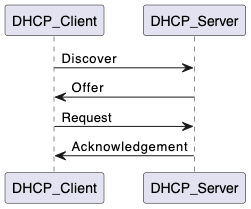 DHCP_Client DHCP_Server
Discover
Offer
Request
Acknowledgement
DHCP_Client DHCP_Server